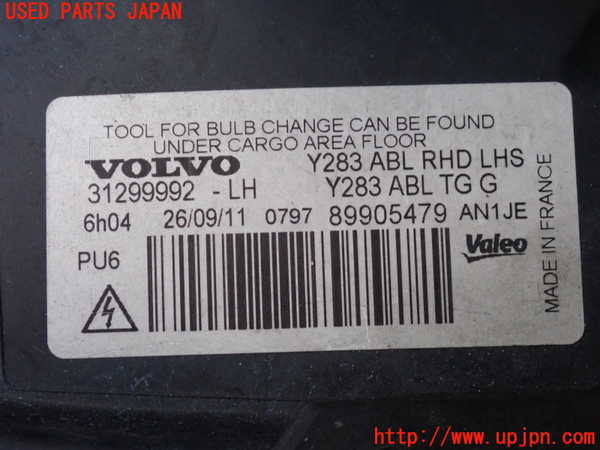 USED PARTS JAPAN
TOOL FOR BULB CHANGE CAN BE FOUND
UNDER CARGO AREA FLOOR
VOLVO Y283 ABL RHD LHS
31299992 - LH Y283 ABL TG G
6h04 26/09/11 0797 89905479 AN1JE
PU6
Valeo
MADE IN FRANCE
http://www.upjpn.com/